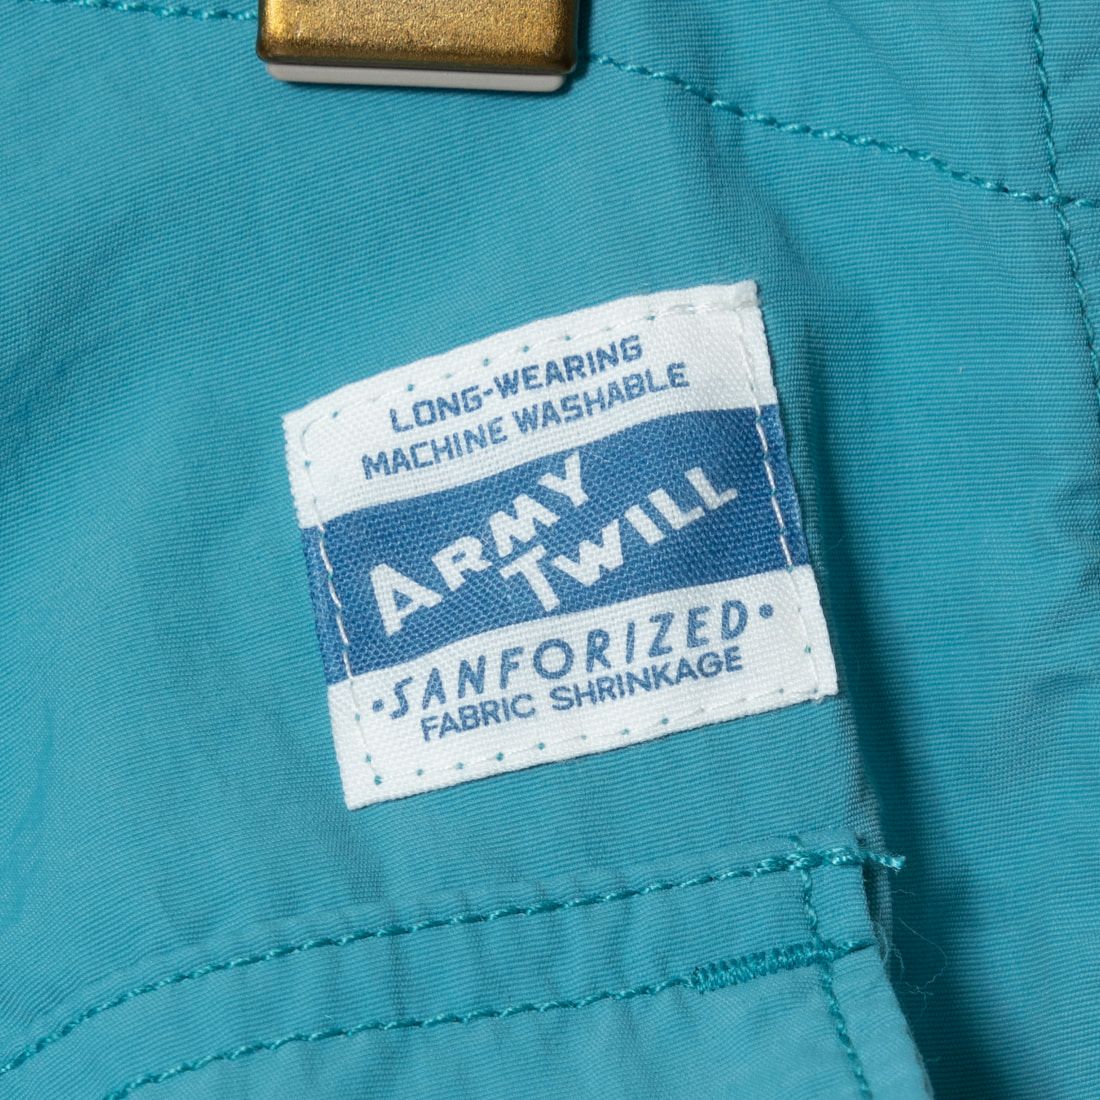 LONG-WEARING
MACHINE WASHABLE
ARMY
TWILL
•SANFORIZED•
FABRIC SHRINKAGE